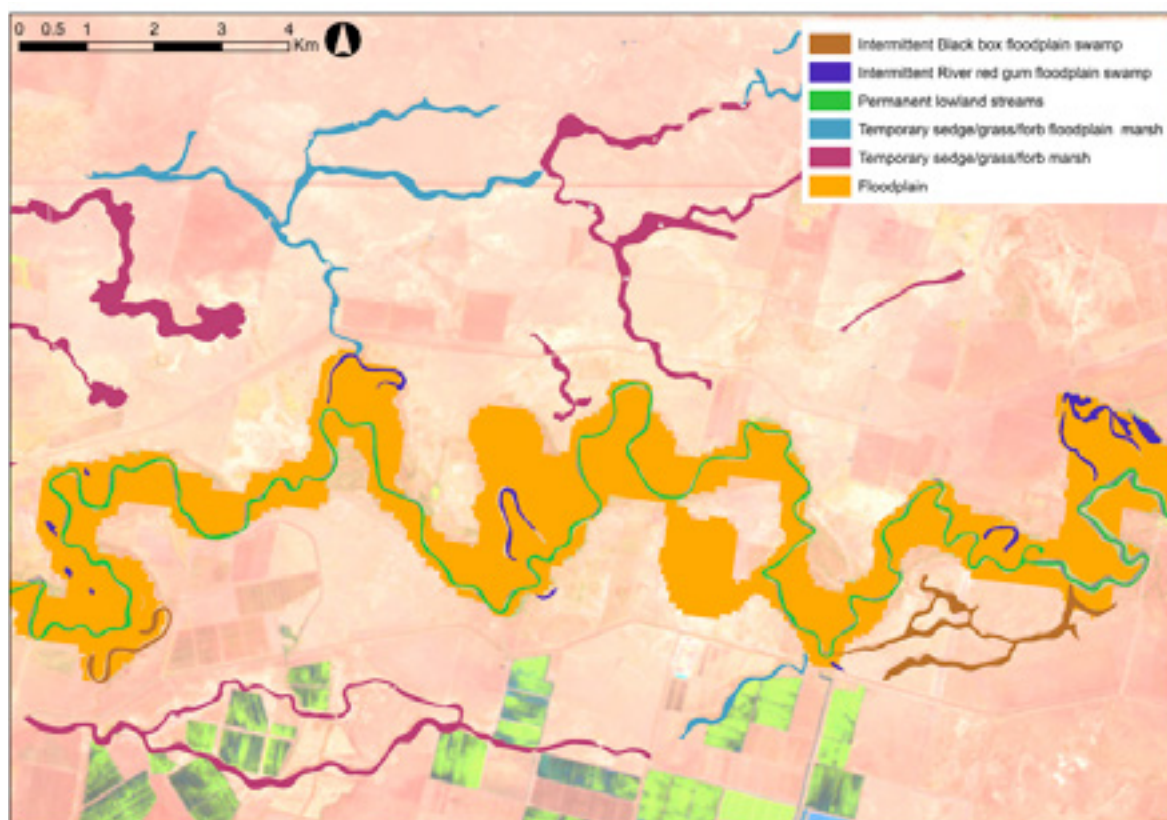 0 0.5 1 2 3 4
Km
Intermittent Black box floodplain swamp
Intermittent River red gum floodplain swamp
Permanent lowland streams
Temporary sedge/grass/forb floodplain marsh
Temporary sedge/grass/forb marsh
Floodplain